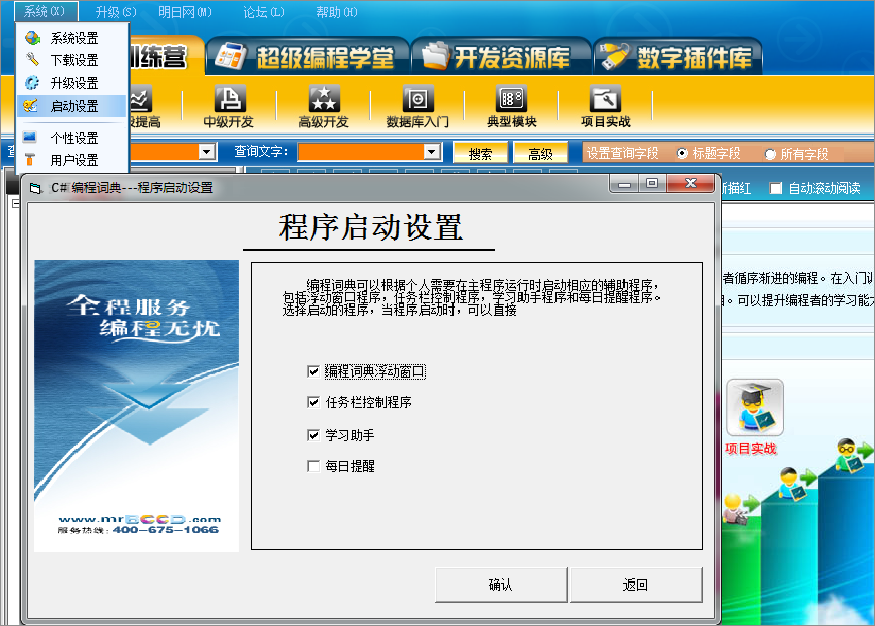 系统(X) 升级(S) 明日网(M) 论坛(L) 帮助(H)
系统设置
下载设置
升级设置
启动设置
个性设置
用户设置
训练营 超级编程学堂 开发资源库 数字插件库
提高 中级开发 高级开发 数据库入门 典型模块 项目实战
查询文字: 搜索 高级 设置查询字段 标题字段 所有字段
描红 自动滚动阅读
C# 编程词典---程序启动设置
程序启动设置
编程词典可以根据个人需要在主程序运行时启动相应的辅助程序,
包括浮动窗口程序,任务栏控制程序,学习助手程序和每日提醒程序。
选择启动的程序,当程序启动时,可以直接
编程词典浮动窗口
任务栏控制程序
学习助手
每日提醒
确认 返回
全程服务
编程无忧
www.mrBCCD.com
服务热线:400-675-1066
者循序渐进的编程。在入门训
。可以提升编程者的学习能
项目实战